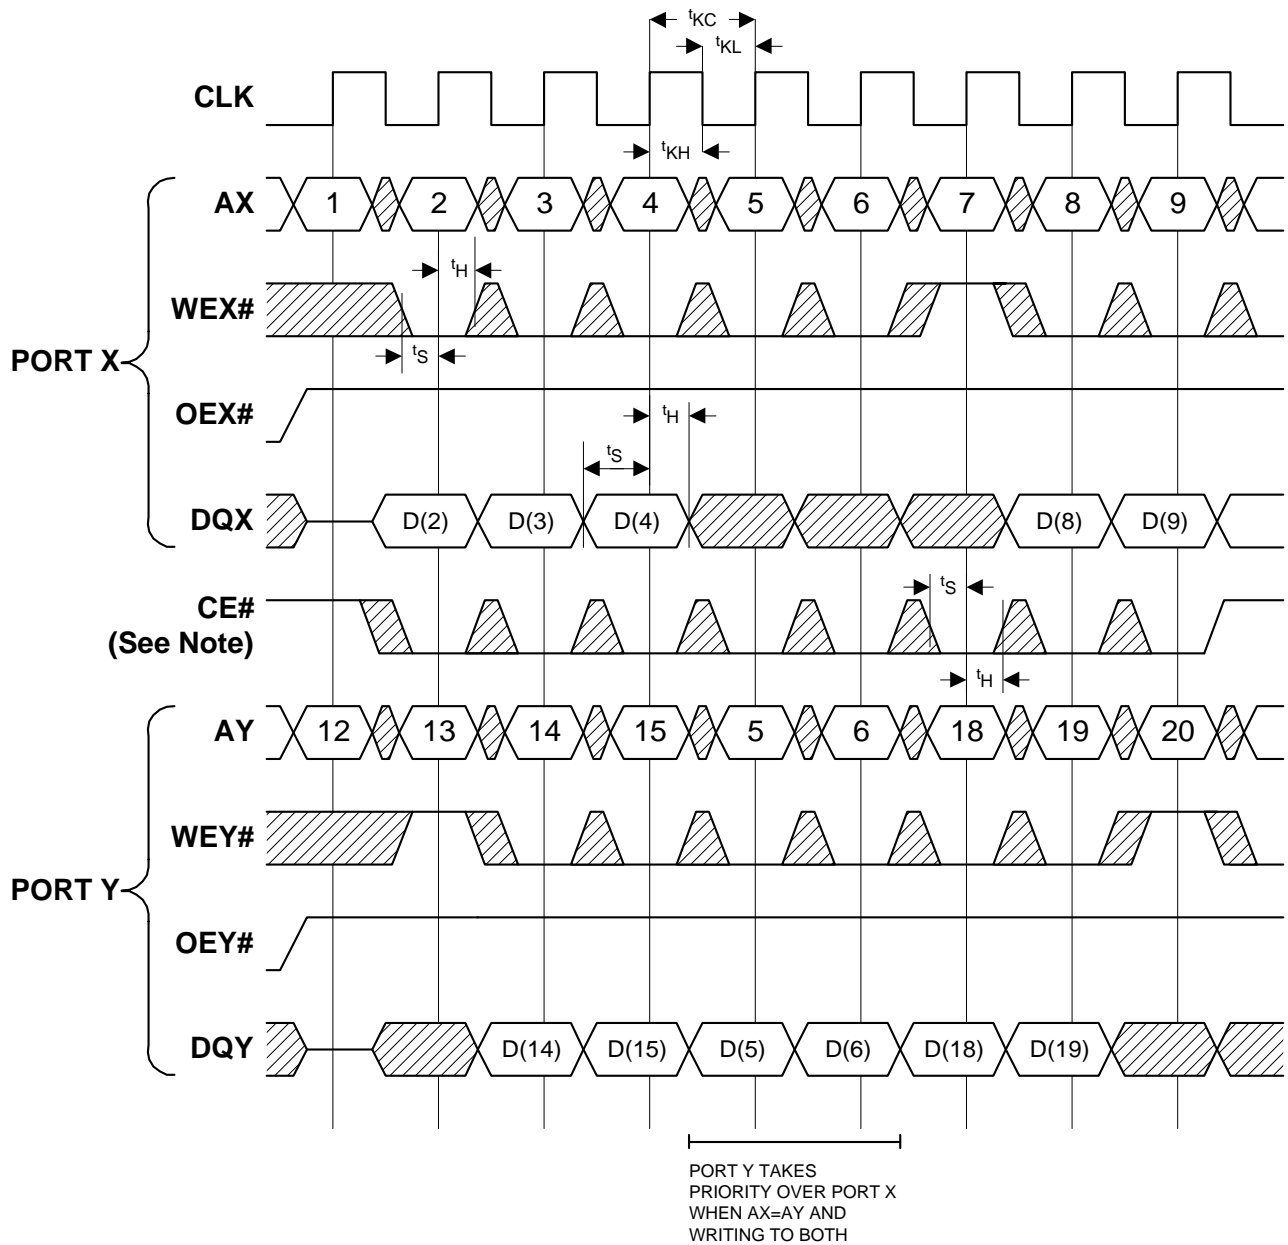 tKC
tKL
CLK
tKH
AX 1 2 3 4 5 6 7 8 9
tH
WEX#
tS
PORT X
OEX#
tH
tS
DQX D(2) D(3) D(4) D(8) D(9)
tS
CE#
(See Note)
tH
AY 12 13 14 15 5 6 18 19 20
WEY#
PORT Y
OEY#
DQY D(14) D(15) D(5) D(6) D(18) D(19)
PORT Y TAKES
PRIORITY OVER PORT X
WHEN AX=AY AND
WRITING TO BOTH